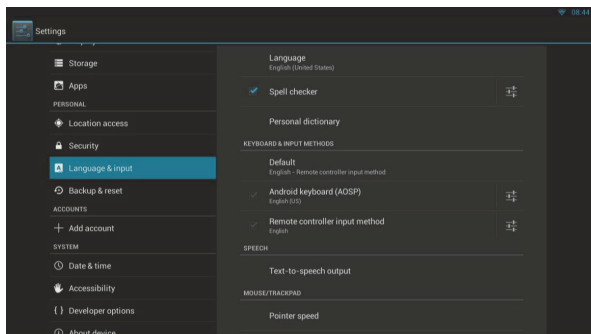 08:44
Settings
Storage
Apps
PERSONAL
Location access
Security
Language & input
Backup & reset
ACCOUNTS
Add account
SYSTEM
Date & time
Accessibility
{ } Developer options
About device
Language
English (United States)
Spell checker
Personal dictionary
KEYBOARD & INPUT METHODS
Default
English - Remote controller input method
Android keyboard (AOSP)
English (US)
Remote controller input method
English
SPEECH
Text-to-speech output
MOUSE/TRACKPAD
Pointer speed